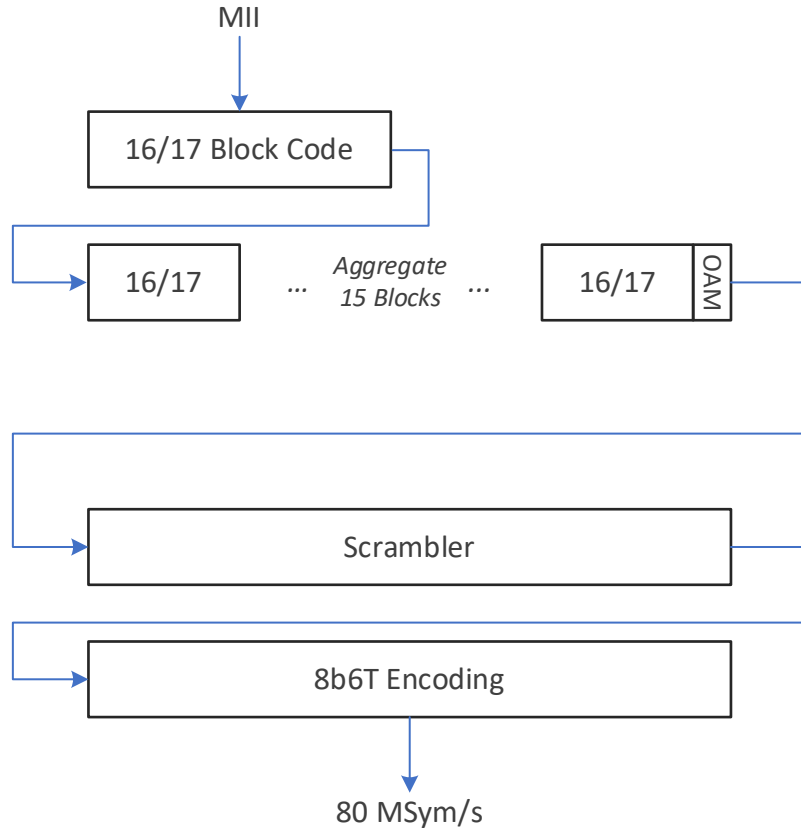 MII
16/17 Block Code
16/17
... Aggregate ...
15 Blocks
16/17
OAM
Scrambler
8b6T Encoding
80 MSym/s